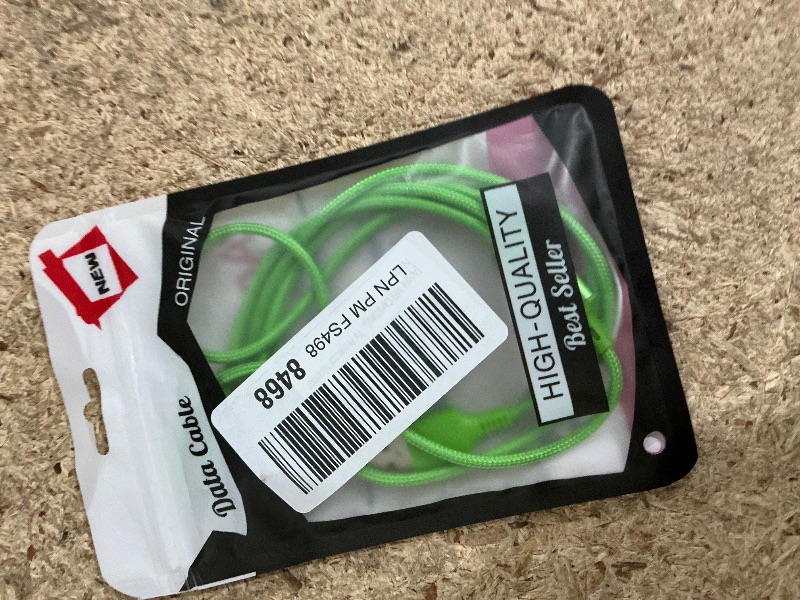 NEW
ORIGINAL
Data Cable
LPN PM FS498 8468
HIGH-QUALITY
Best Seller